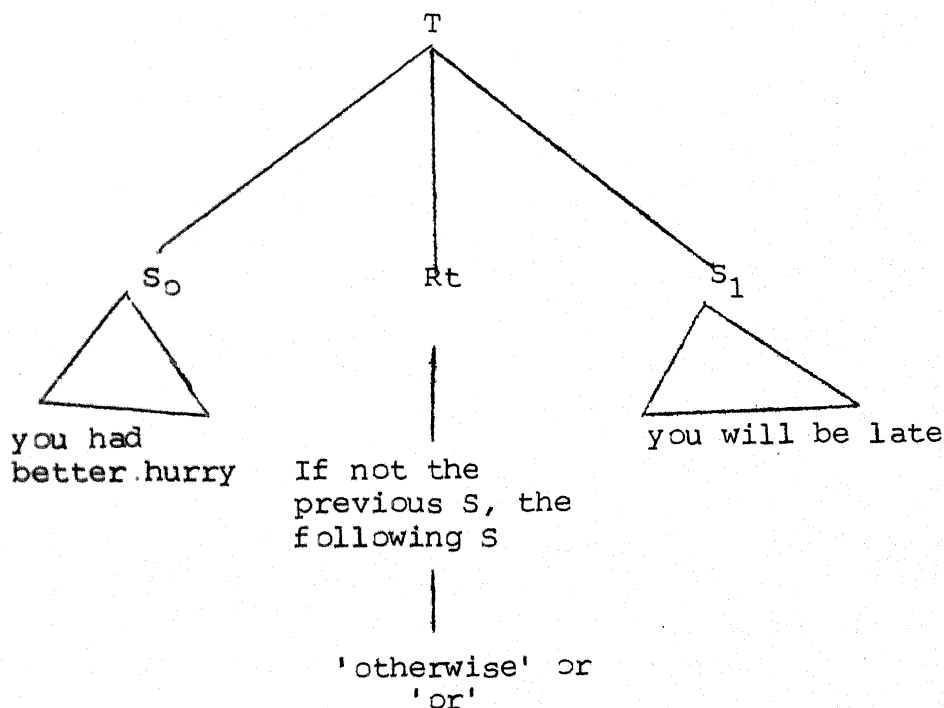 T
S₀
Rt
S₁
you had
better hurry
If not the
previous S, the
following S
you will be late
'otherwise' or
'or'